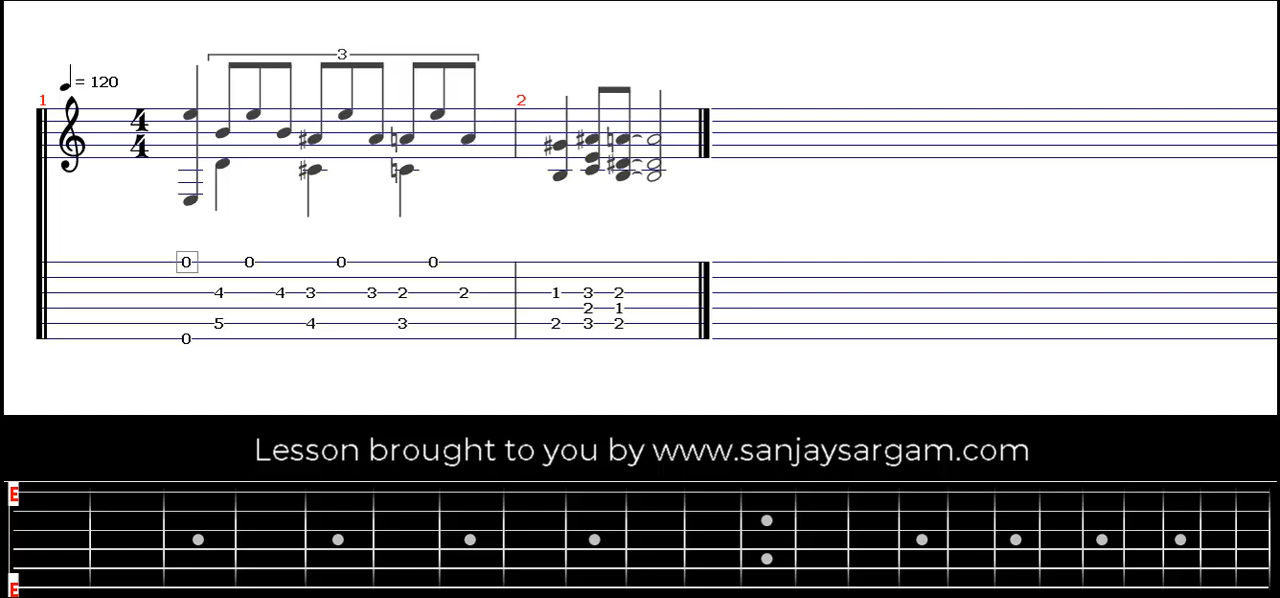 3
= 120
1
2
4
4
0 0 0 0
4 4 3 3 2 2 1 3 2
2 1
5 4 3 2 3 2
0
Lesson brought to you by www.sanjaysargam.com
E
E